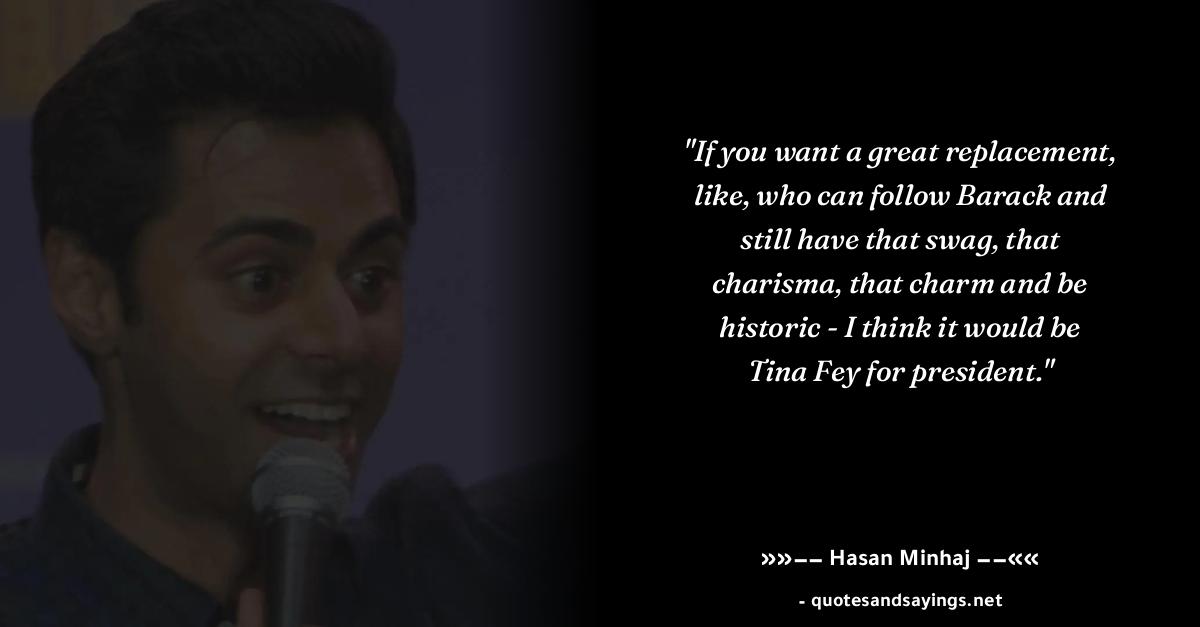 "If you want a great replacement,
like, who can follow Barack and
still have that swag, that
charisma, that charm and be
historic - I think it would be
Tina Fey for president."
»»–– Hasan Minhaj ––««
- quotesandsayings.net